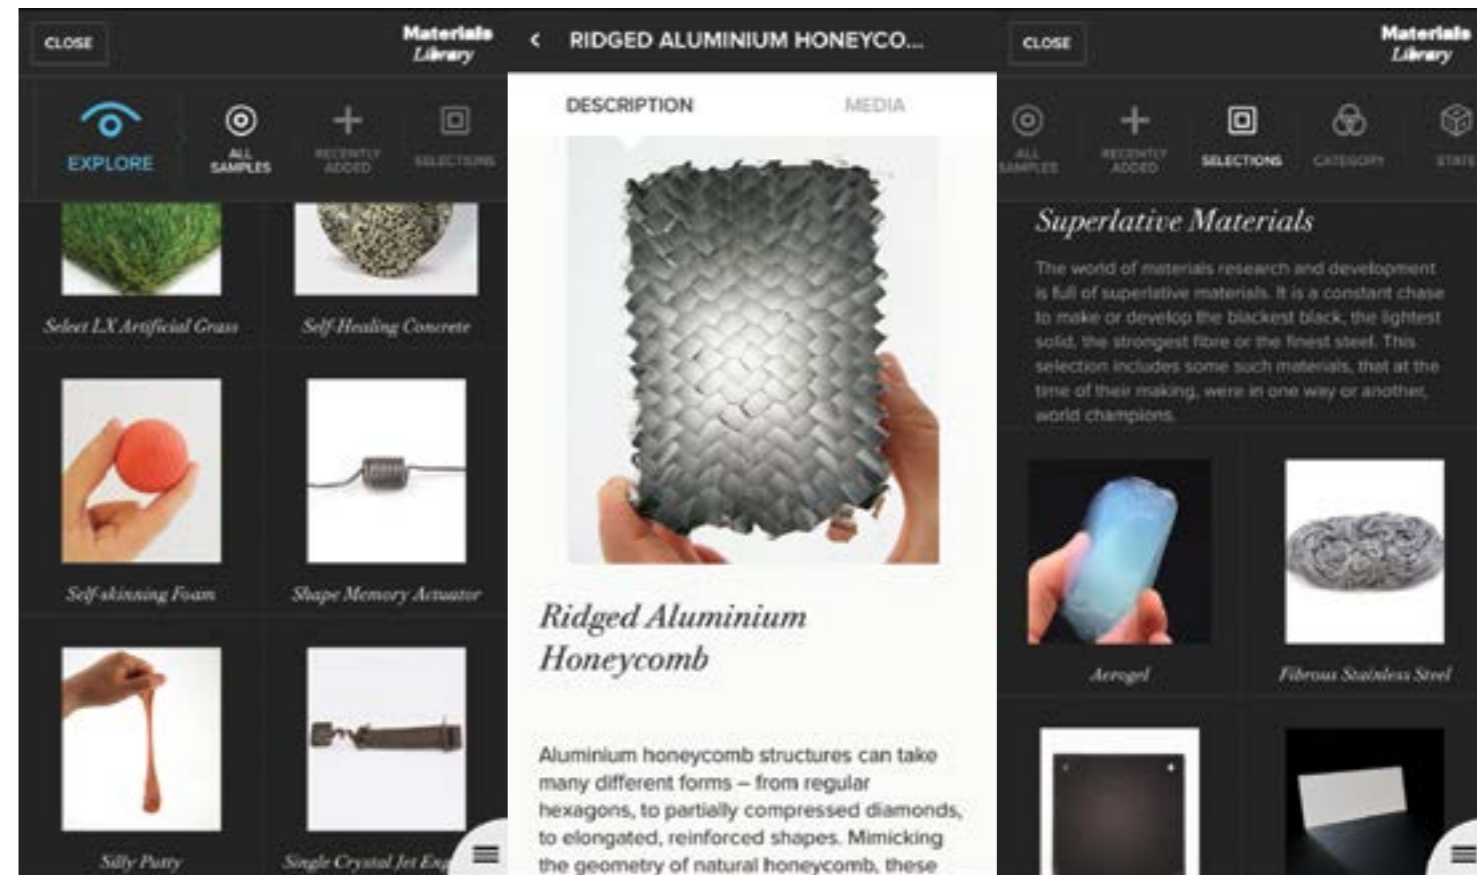 CLOSE
Materials
Library
EXPLORE
ALL
SAMPLES
RECENTLY
ADDED
SELECTIONS
Select LX Artificial Grass
Self-Healing Concrete
Self-skinning Foam
Shape Memory Actuator
Silly Putty
Single Crystal Jet Eng
< RIDGED ALUMINIUM HONEYCO...
DESCRIPTION
MEDIA
Ridged Aluminium
Honeycomb
Aluminium honeycomb structures can take
many different forms – from regular
hexagons, to partially compressed diamonds,
to elongated, reinforced shapes. Mimicking
the geometry of natural honeycomb, these
CLOSE
Materials
Library
ALL
SAMPLES
RECENTLY
ADDED
SELECTIONS
CATEGORY
STATE
Superlative Materials
The world of materials research and development
is full of superlative materials. It is a constant chase
to make or develop the blackest black, the lightest
solid, the strongest fibre or the finest steel. This
selection includes some such materials, that at the
time of their making, were in one way or another,
world champions.
Aerogel
Fibrous Stainless Steel